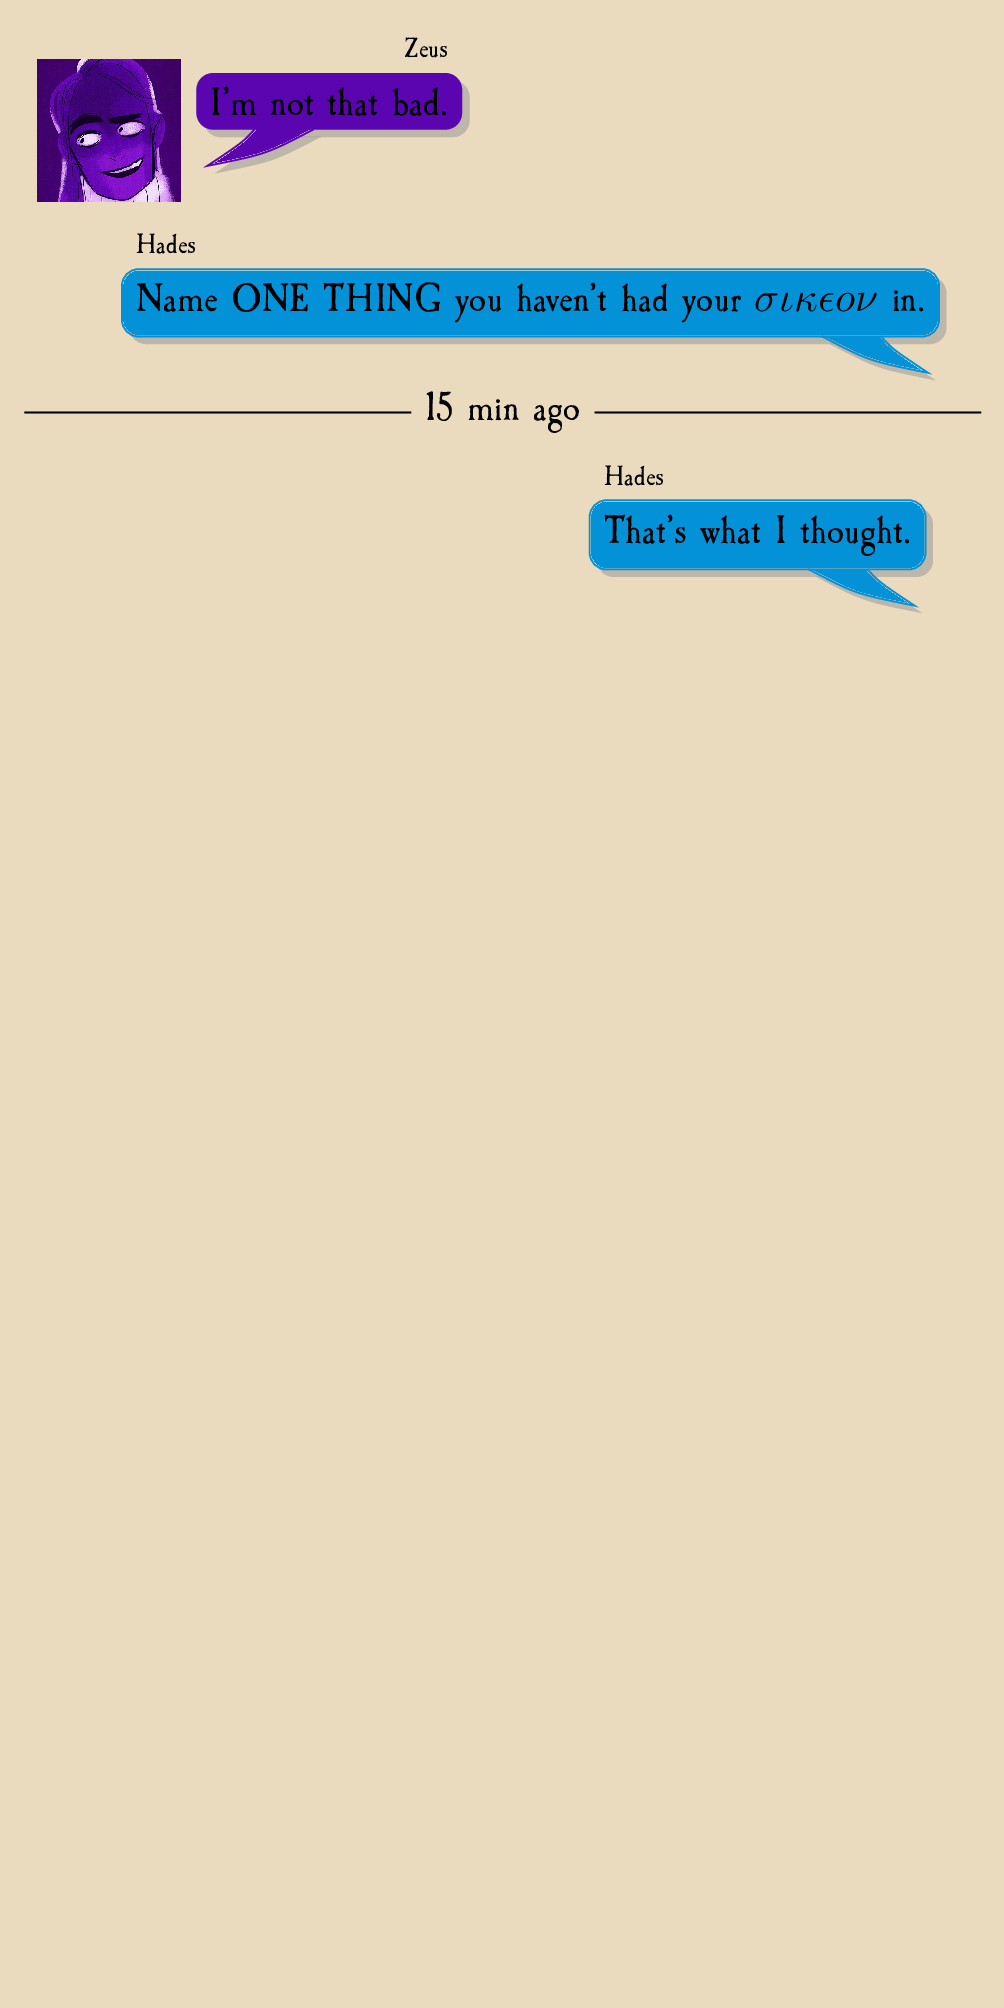 Zeus
I'm not that bad.
Hades
Name ONE THING you haven't had your σικεον in.
15 min ago
Hades
That's what I thought.